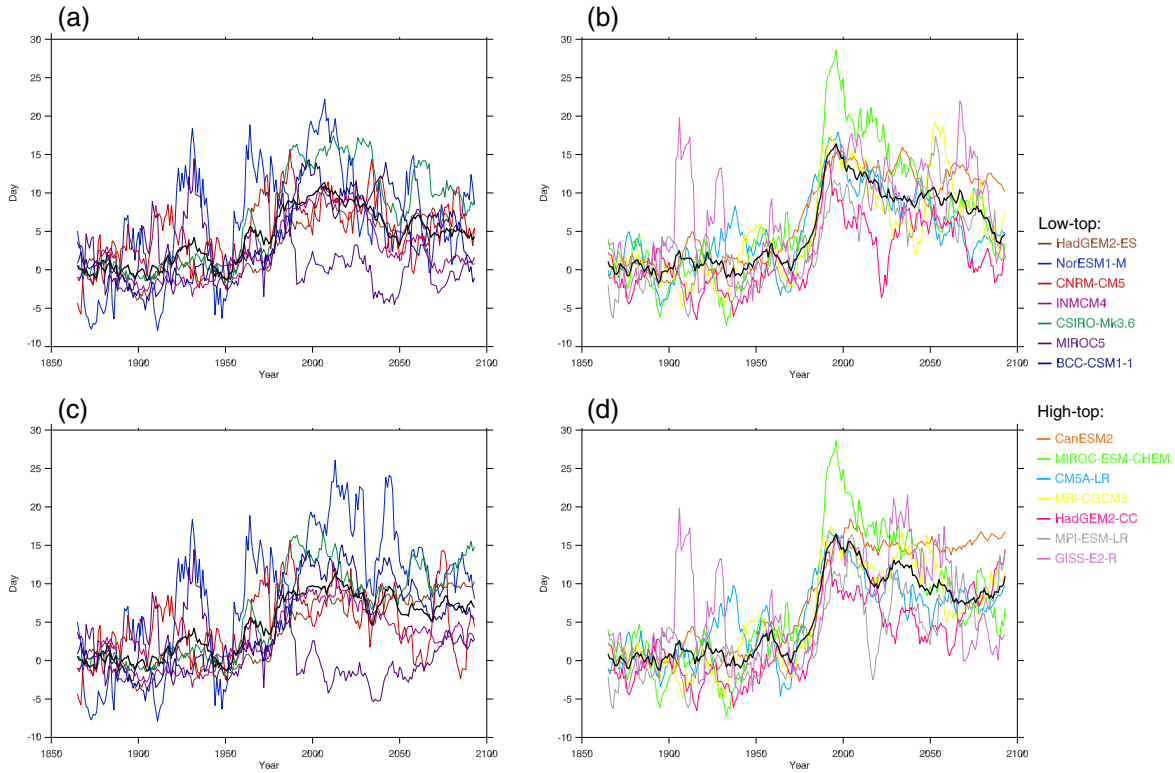 (a)
30
25
20
15
10
5
0
-5
-10
Day
1850
1900
1950
2000
2050
2100
Year
(b)
30
25
20
15
10
5
0
-5
-10
Day
1850
1900
1950
2000
2050
2100
Year
Low-top:
HadGEM2-ES
NorESM1-M
CNRM-CM5
INMCM4
CSIRO-Mk3.6
MIROC5
BCC-CSM1-1
(c)
30
25
20
15
10
5
0
-5
-10
Day
1850
1900
1950
2000
2050
2100
Year
(d)
30
25
20
15
10
5
0
-5
-10
Day
1850
1900
1950
2000
2050
2100
Year
High-top:
CanESM2
MIROC-ESM-CHEM
CM5A-LR
MRI-CGCM3
HadGEM2-CC
MPI-ESM-LR
GISS-E2-R